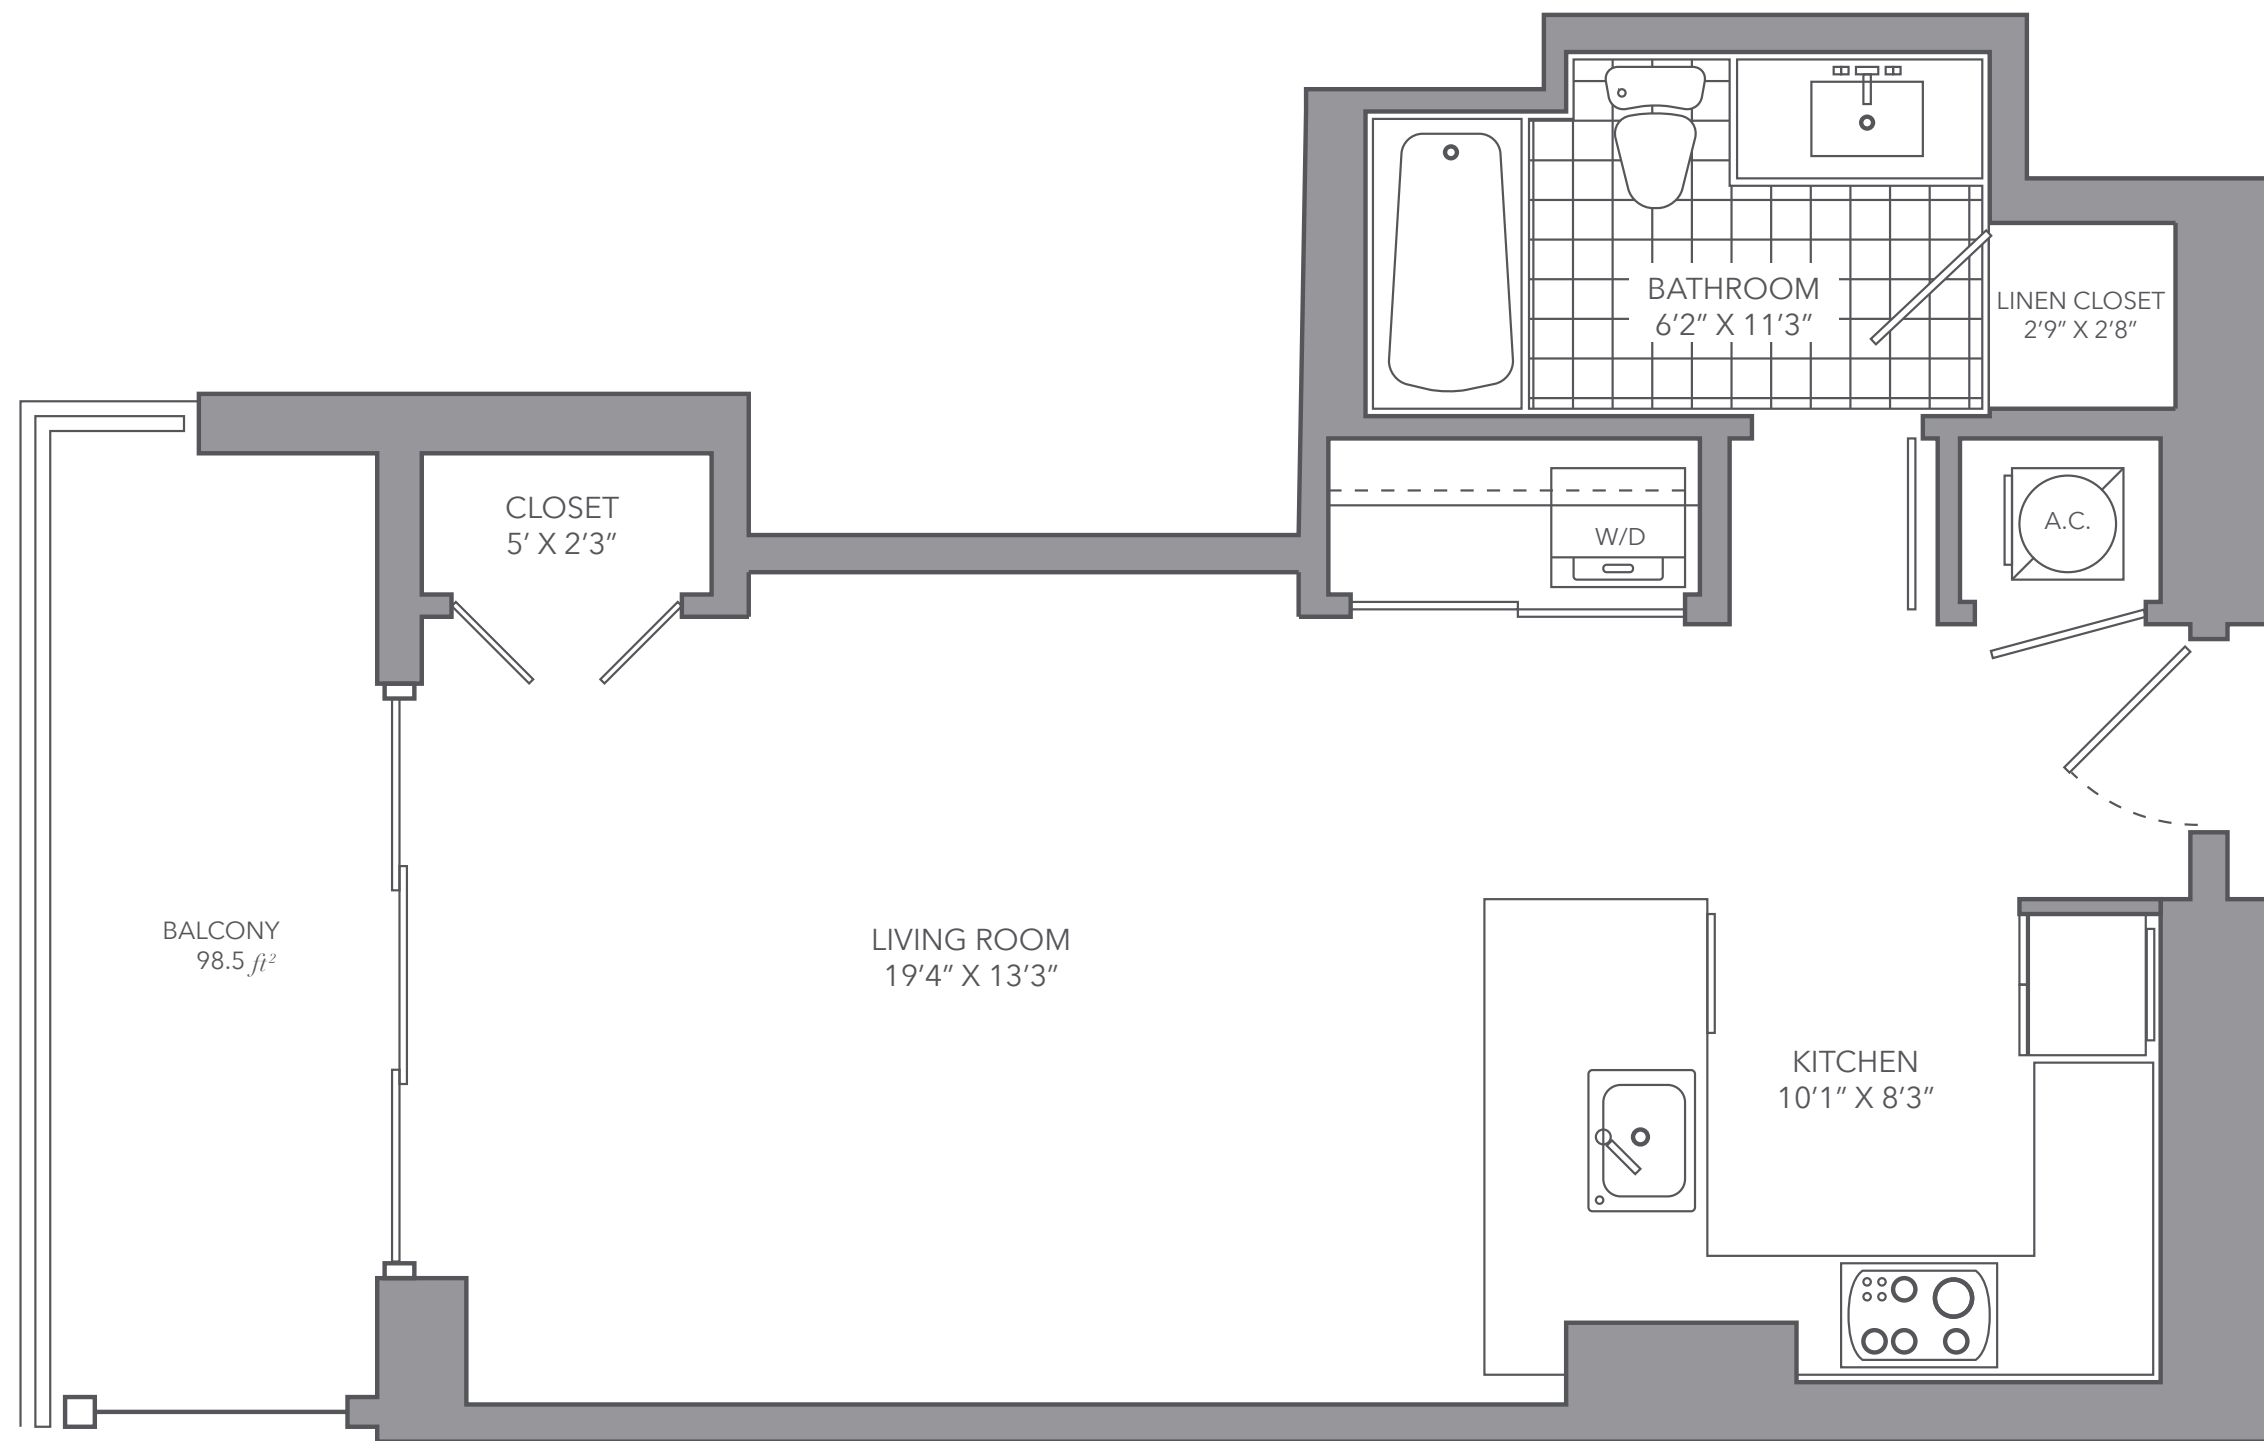 BATHROOM
6’2” X 11’3”
LINEN CLOSET
2’9” X 2’8”
CLOSET
5’ X 2’3”
W/D
A.C.
BALCONY
98.5 ft²
LIVING ROOM
19’4” X 13’3”
KITCHEN
10’1” X 8’3”